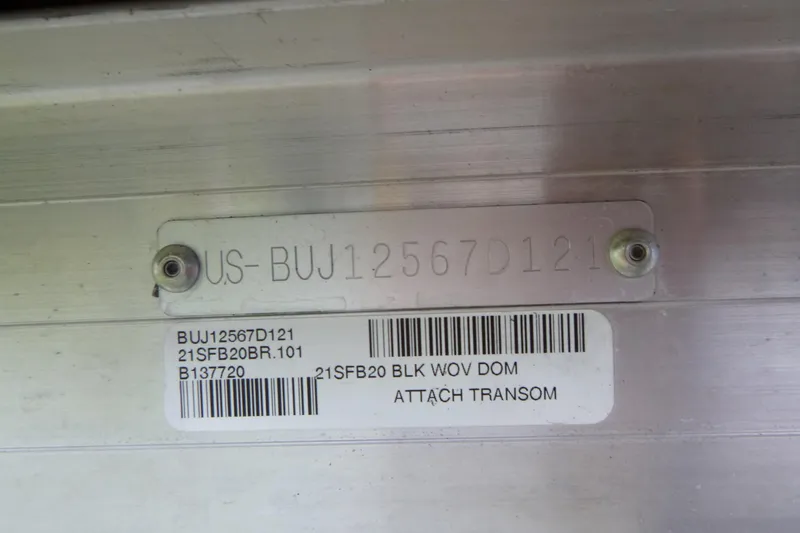 US-BUJ12567D121
BUJ12567D121
21SFB20BR.101
B137720
21SFB20 BLK WOV DOM
ATTACH TRANSOM